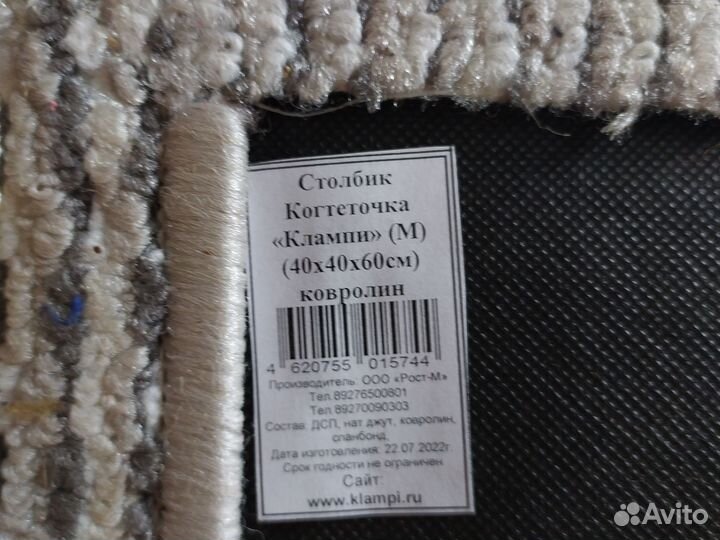 Столбик
Когтеточка
«Клампи» (М)
(40х40х60см)
ковролин
4 620755 015744
Производитель: ООО «Рост-М»
Тел.89276500801
Тел.89270090303
Состав: ДСП, нат джут, ковролин,
спанбонд.
Дата изготовления: 22.07.2022г.
Срок годности не ограничен
Сайт:
www.klampi.ru
Avito